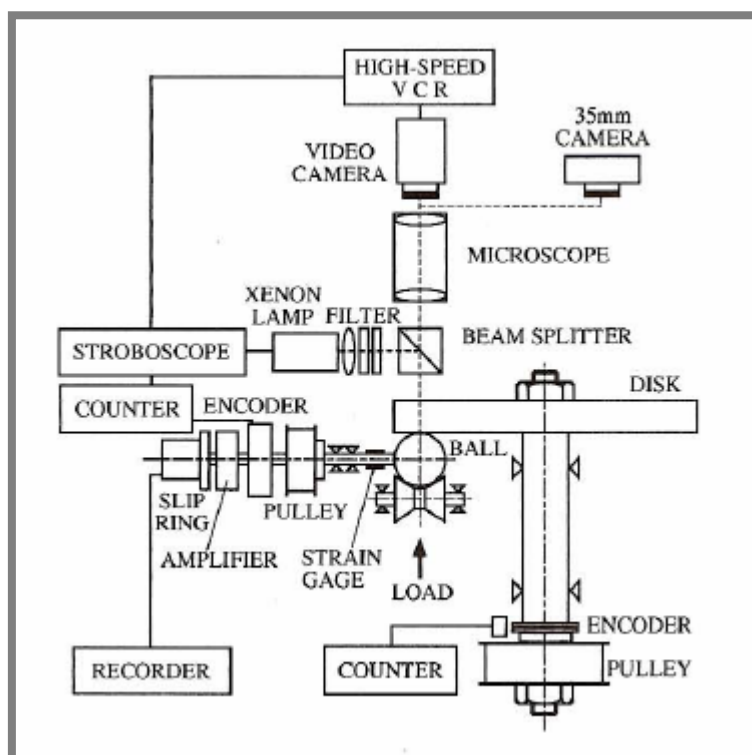 HIGH-SPEED
V C R
35mm
CAMERA
VIDEO
CAMERA
MICROSCOPE
XENON
LAMP
FILTER
STROBOSCOPE
BEAM SPLITTER
DISK
COUNTER
ENCODER
BALL
SLIP
RING
PULLEY
AMPLIFIER
STRAIN
GAGE
LOAD
ENCODER
RECORDER
COUNTER
PULLEY